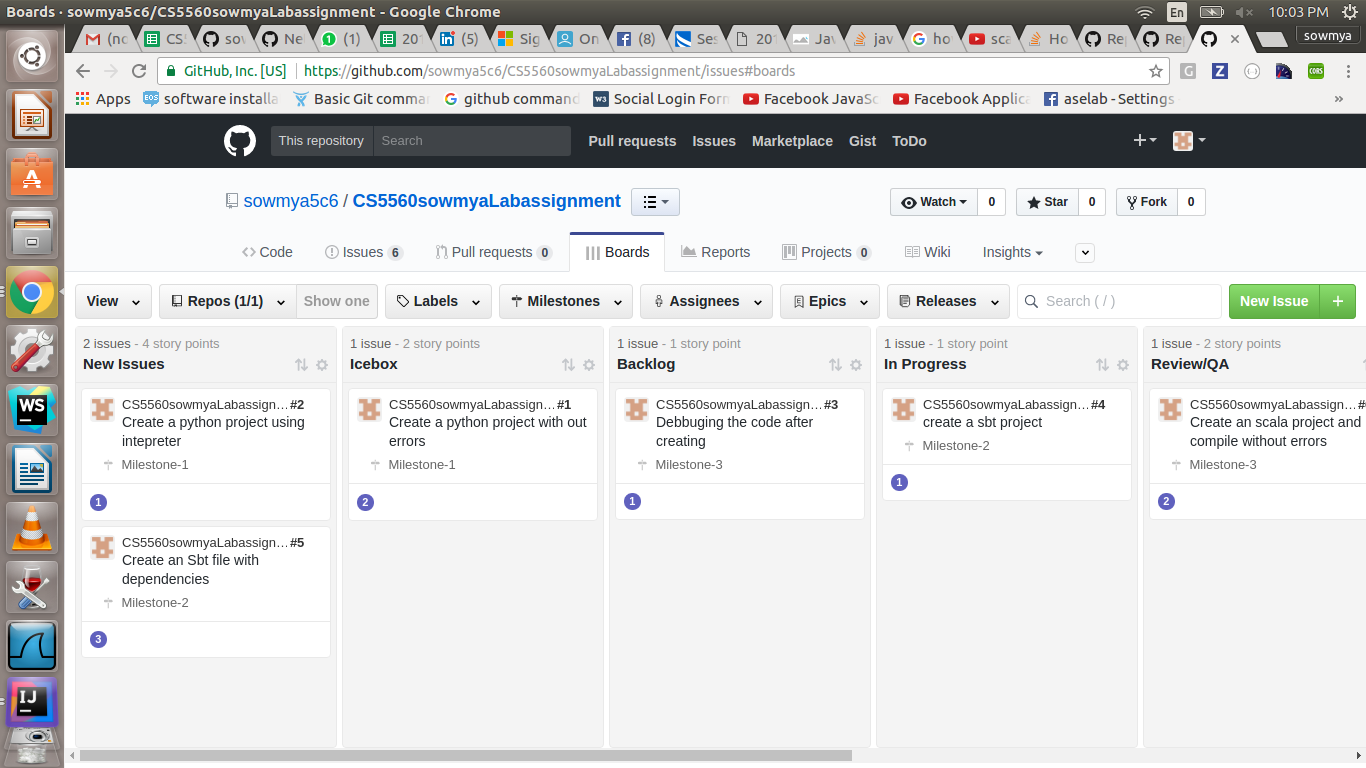 Boards · sowmya5c6/CS5560sowmyaLabassignment - Google Chrome
En
10:03 PM
(no
CS5
sov
Ne
(1)
201
(5)
Sig
On
(8)
Ses
201
Jav
jav
ho
sca
Ho
Re
Re
sowmya
GitHub, Inc. [US]
https://github.com/sowmya5c6/CS5560sowmyaLabassignment/issues#boards
Apps
software installa
Basic Git commar
github command
Social Login Forn
Facebook JavaSc
Facebook Applica
aselab - Settings
»
This repository
Search
Pull requests
Issues
Marketplace
Gist
ToDo
sowmya5c6 / CS5560sowmyaLabassignment
Watch
0
Star
0
Fork
0
Code
Issues 6
Pull requests 0
Boards
Reports
Projects 0
Wiki
Insights
View
Repos (1/1)
Show one
Labels
Milestones
Assignees
Epics
Releases
Search ( / )
New Issue
+
2 issues - 4 story points
New Issues
CS5560sowmyaLabassign…#2
Create a python project using
intepreter
Milestone-1
1
CS5560sowmyaLabassign…#5
Create an Sbt file with
dependencies
Milestone-2
3
1 issue - 2 story points
Icebox
CS5560sowmyaLabassign…#1
Create a python project with out
errors
Milestone-1
2
1 issue - 1 story point
Backlog
CS5560sowmyaLabassign…#3
Debbuging the code after
creating
Milestone-3
1
1 issue - 1 story point
In Progress
CS5560sowmyaLabassign…#4
create a sbt project
Milestone-2
1
1 issue - 2 story points
Review/QA
CS5560sowmyaLabassign…#
Create an scala project and
compile without errors
Milestone-3
2
WS
IJ